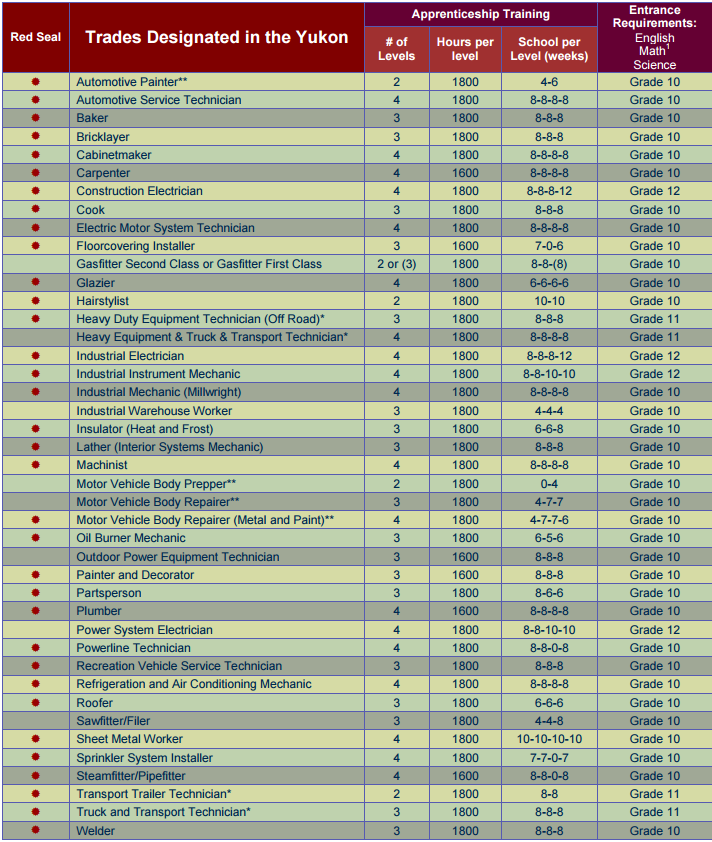 Red Seal
Trades Designated in the Yukon
Apprenticeship Training
# of Levels
Hours per level
School per Level (weeks)
Entrance Requirements:
English
Math1
Science
Automotive Painter** 2 1800 4-6 Grade 10
Automotive Service Technician 4 1800 8-8-8-8 Grade 10
Baker 3 1800 8-8-8 Grade 10
Bricklayer 3 1800 8-8-8 Grade 10
Cabinetmaker 4 1800 8-8-8-8 Grade 10
Carpenter 4 1600 8-8-8-8 Grade 10
Construction Electrician 4 1800 8-8-8-12 Grade 12
Cook 3 1800 8-8-8 Grade 10
Electric Motor System Technician 4 1800 8-8-8-8 Grade 10
Floorcovering Installer 3 1600 7-0-6 Grade 10
Gasfitter Second Class or Gasfitter First Class 2 or (3) 1800 8-8-(8) Grade 10
Glazier 4 1800 6-6-6-6 Grade 10
Hairstylist 2 1800 10-10 Grade 10
Heavy Duty Equipment Technician (Off Road)* 3 1800 8-8-8 Grade 11
Heavy Equipment & Truck & Transport Technician* 4 1800 8-8-8-8 Grade 11
Industrial Electrician 4 1800 8-8-8-12 Grade 12
Industrial Instrument Mechanic 4 1800 8-8-10-10 Grade 12
Industrial Mechanic (Millwright) 4 1800 8-8-8-8 Grade 10
Industrial Warehouse Worker 3 1800 4-4-4 Grade 10
Insulator (Heat and Frost) 3 1800 6-6-8 Grade 10
Lather (Interior Systems Mechanic) 3 1800 8-8-8 Grade 10
Machinist 4 1800 8-8-8-8 Grade 10
Motor Vehicle Body Prepper** 2 1800 0-4 Grade 10
Motor Vehicle Body Repairer** 3 1800 4-7-7 Grade 10
Motor Vehicle Body Repairer (Metal and Paint)** 4 1800 4-7-7-6 Grade 10
Oil Burner Mechanic 3 1800 6-5-6 Grade 10
Outdoor Power Equipment Technician 3 1600 8-8-8 Grade 10
Painter and Decorator 3 1600 8-8-8 Grade 10
Partsperson 3 1800 8-6-6 Grade 10
Plumber 4 1600 8-8-8-8 Grade 10
Power System Electrician 4 1800 8-8-10-10 Grade 12
Powerline Technician 4 1800 8-8-0-8 Grade 10
Recreation Vehicle Service Technician 3 1800 8-8-8 Grade 10
Refrigeration and Air Conditioning Mechanic 4 1800 8-8-8-8 Grade 10
Roofer 3 1800 6-6-6 Grade 10
Sawfitter/Filer 3 1800 4-4-8 Grade 10
Sheet Metal Worker 4 1800 10-10-10-10 Grade 10
Sprinkler System Installer 4 1800 7-7-0-7 Grade 10
Steamfitter/Pipefitter 4 1600 8-8-0-8 Grade 10
Transport Trailer Technician* 2 1800 8-8 Grade 11
Truck and Transport Technician* 3 1800 8-8-8 Grade 11
Welder 3 1800 8-8-8 Grade 10